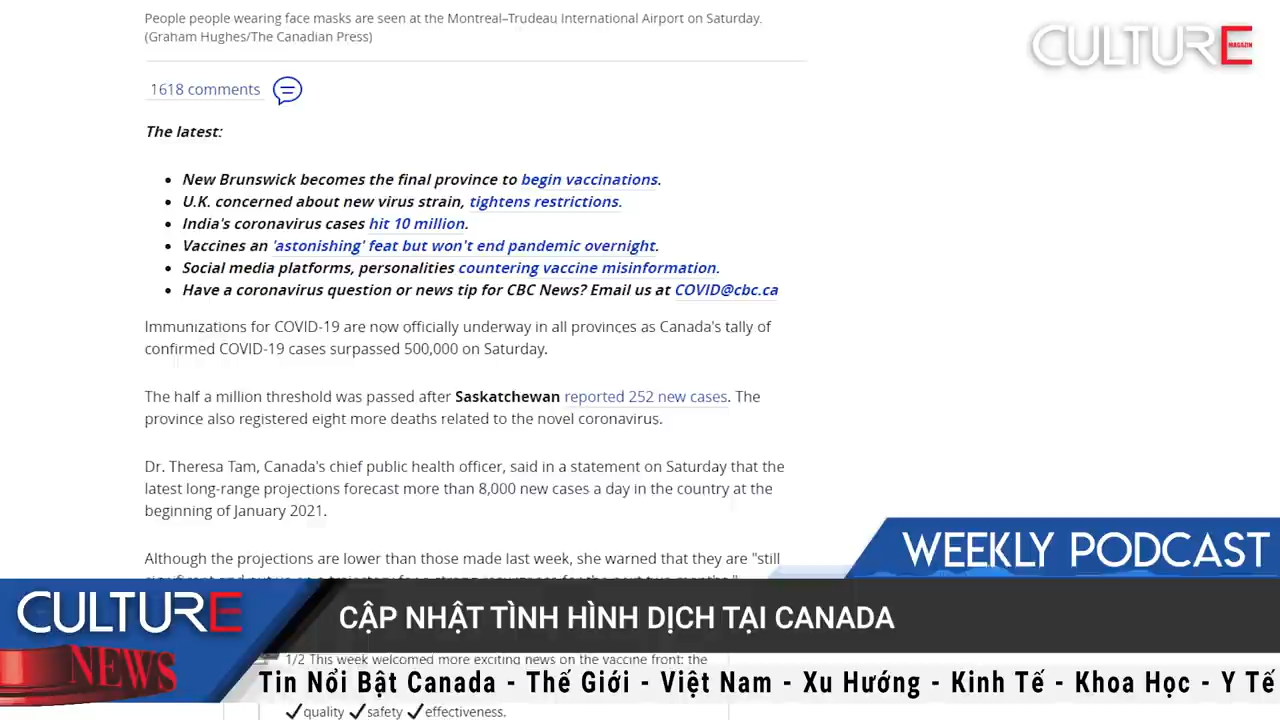 People people wearing face masks are seen at the Montreal–Trudeau International Airport on Saturday.
(Graham Hughes/The Canadian Press)
CULTURE
MAGAZIN
1618 comments
The latest:
• New Brunswick becomes the final province to begin vaccinations.
• U.K. concerned about new virus strain, tightens restrictions.
• India's coronavirus cases hit 10 million.
• Vaccines an 'astonishing' feat but won't end pandemic overnight.
• Social media platforms, personalities countering vaccine misinformation.
• Have a coronavirus question or news tip for CBC News? Email us at COVID@cbc.ca
Immunizations for COVID-19 are now officially underway in all provinces as Canada's tally of
confirmed COVID-19 cases surpassed 500,000 on Saturday.
The half a million threshold was passed after Saskatchewan reported 252 new cases. The
province also registered eight more deaths related to the novel coronavirus.
Dr. Theresa Tam, Canada's chief public health officer, said in a statement on Saturday that the
latest long-range projections forecast more than 8,000 new cases a day in the country at the
beginning of January 2021.
Although the projections are lower than those made last week, she warned that they are "still
WEEKLY PODCAST
CULTURE
NEWS
CẬP NHẬT TÌNH HÌNH DỊCH TẠI CANADA
1/2 This week welcomed more exciting news on the vaccine front: the
Tin Nổi Bật Canada - Thế Giới - Việt Nam - Xu Hướng - Kinh Tế - Khoa Học - Y Tế
✓quality ✓safety ✓effectiveness.